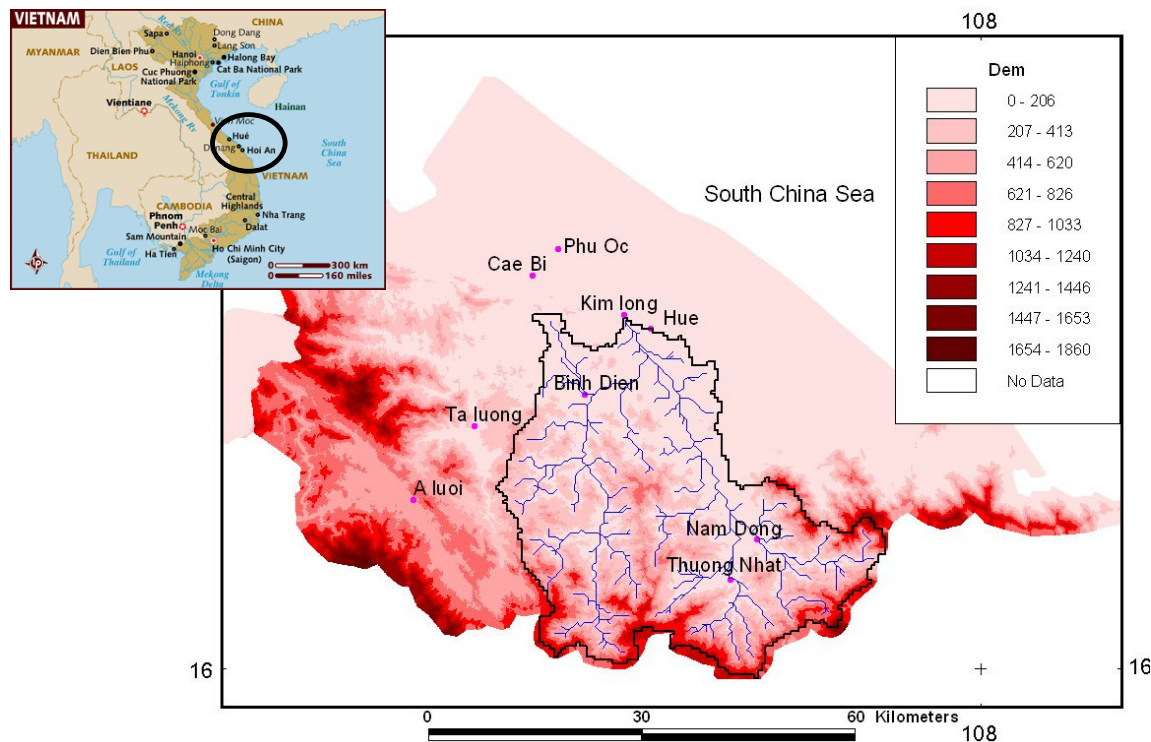 VIETNAM
CHINA
MYANMAR
LAOS
Sapa
Red Rv
Dong Dang
Lang Son
Dien Bien Phu
Hanoi
Haiphong
Halong Bay
Cat Ba National Park
Cuc Phuong
National Park
Gulf of
Tonkin
Vientiane
Mekong Rv
Hainan
Vinh Moc
Hué
Danang
Hoi An
South
China
Sea
THAILAND
VIETNAM
CAMBODIA
Central
Highlands
Phnom
Penh
Moc Bai
Nha Trang
Dalat
Sam Mountain
Ha Tien
Ho Chi Minh City
(Saigon)
Gulf of
Thailand
Mekong
Delta
0 300 km
0 160 miles
lp
108
Dem
0 - 206
207 - 413
414 - 620
621 - 826
827 - 1033
1034 - 1240
1241 - 1446
1447 - 1653
1654 - 1860
No Data
South China Sea
Phu Oc
Cae Bi
Kim long
Hue
Binh Dien
Ta luong
A luoi
Nam Dong
Thuong Nhat
16
16
0 30 60 Kilometers
108